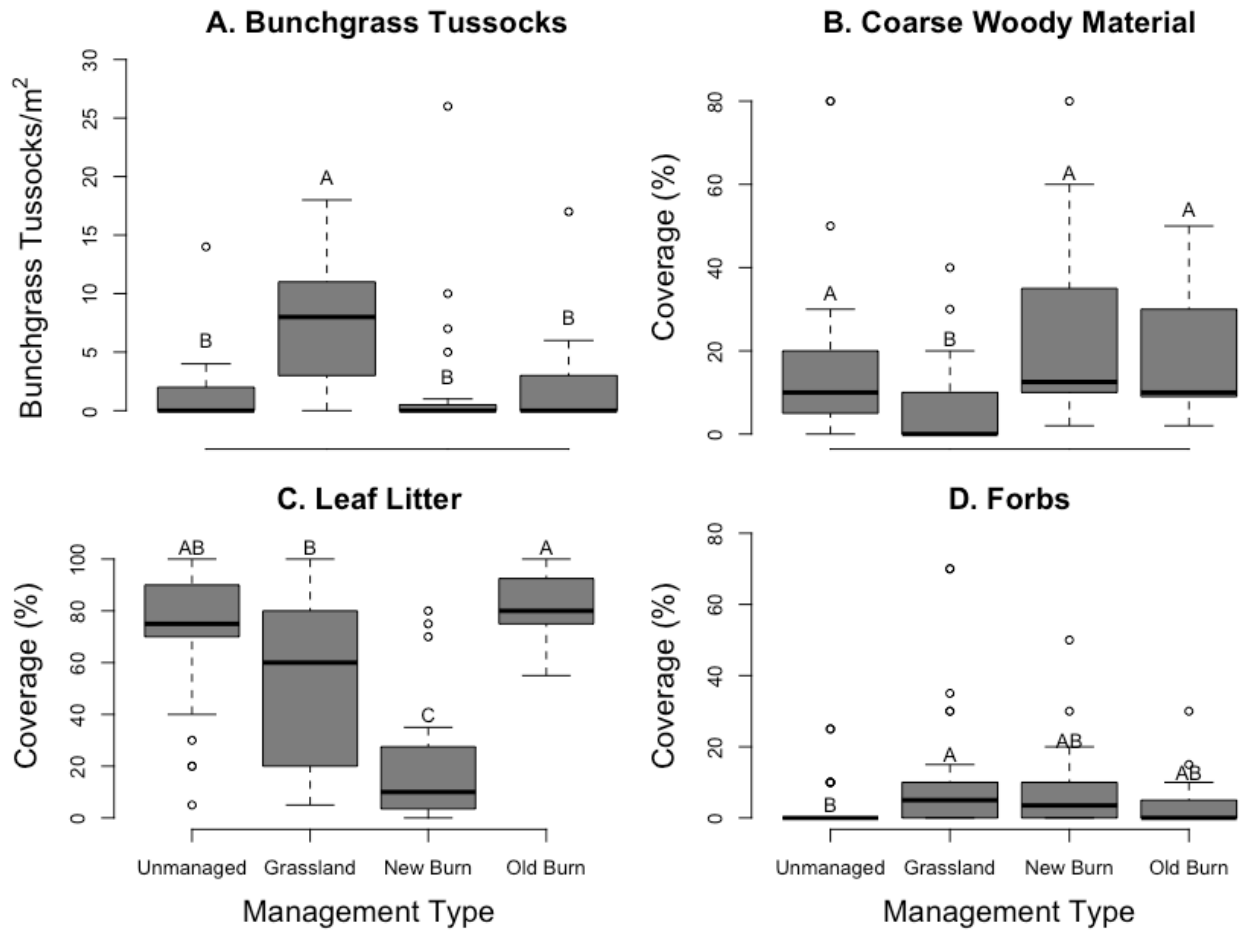 A. Bunchgrass Tussocks
Bunchgrass Tussocks/m²
30
25
20
15
10
5
0
B
A
B
B
B. Coarse Woody Material
Coverage (%)
80
60
40
20
0
A
B
A
A
C. Leaf Litter
Coverage (%)
100
80
60
40
20
0
AB
B
C
A
Unmanaged Grassland New Burn Old Burn
Management Type
D. Forbs
Coverage (%)
80
60
40
20
0
B
A
AB
AB
Unmanaged Grassland New Burn Old Burn
Management Type